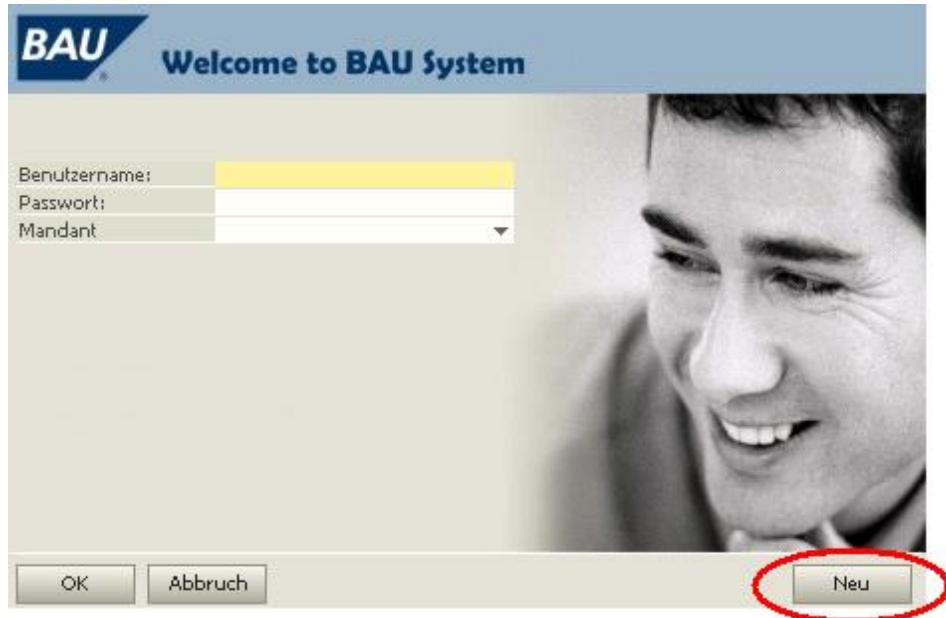 BAU
®
Welcome to BAU System
Benutzername:
Passwort:
Mandant
OK Abbruch Neu